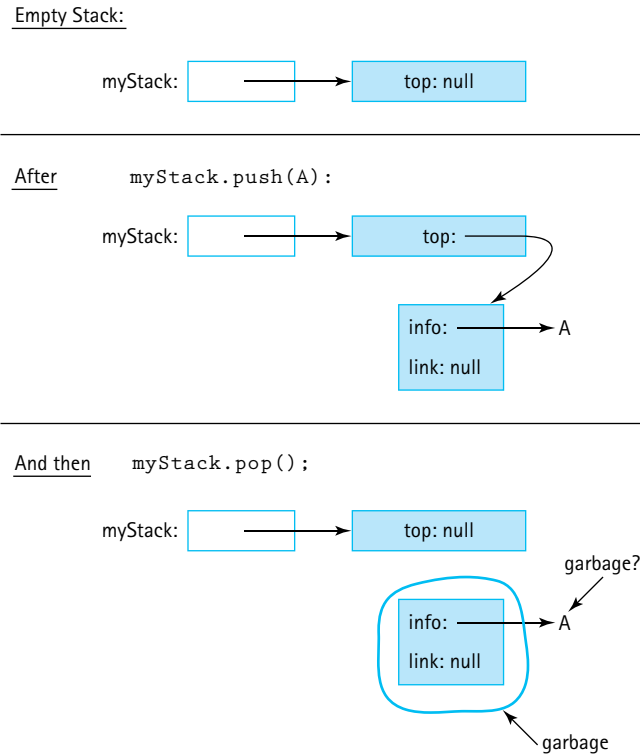 Empty Stack:
myStack:
top: null
After myStack.push(A):
myStack:
top:
info:
A
link: null
And then myStack.pop();
myStack:
top: null
garbage?
info:
A
link: null
garbage